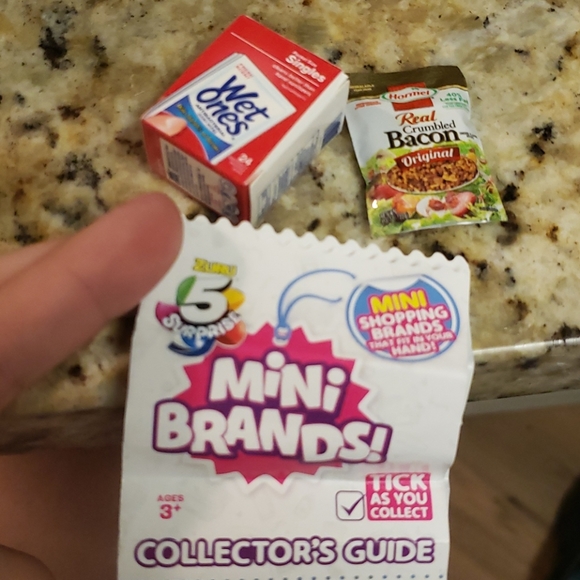 Singles
Wet
Ones
24
Hormel
40%
Less Fat
Real
Crumbled
Bacon
Original
ZURU
5
SURPRISE
MINI
SHOPPING
BRANDS
THAT FIT IN YOUR
HAND!
MINI
BRANDS!
AGES
3+
TICK
AS YOU
COLLECT
COLLECTOR'S GUIDE